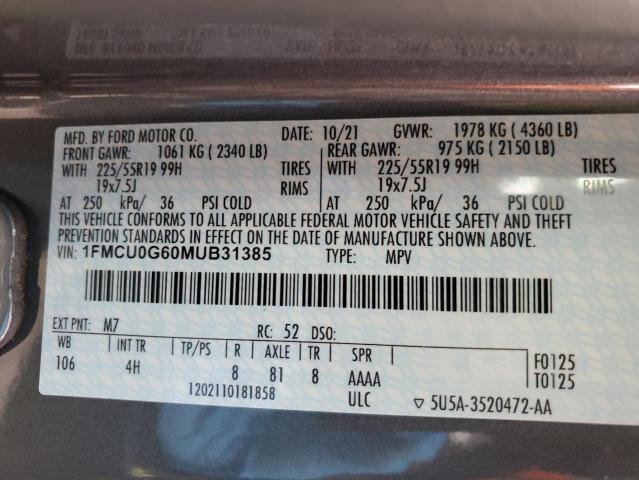 MFD. BY FORD MOTOR CO.
DATE: 10/21 GVWR: 1978 KG ( 4360 LB)
FRONT GAWR: 1061 KG ( 2340 LB) REAR GAWR: 975 KG ( 2150 LB)
WITH 225/55R19 99H TIRES WITH 225/55R19 99H TIRES
19x7.5J RIMS 19x7.5J RIMS
AT 250 kPa/ 36 PSI COLD AT 250 kPa/ 36 PSI COLD
THIS VEHICLE CONFORMS TO ALL APPLICABLE FEDERAL MOTOR VEHICLE SAFETY AND THEFT
PREVENTION STANDARDS IN EFFECT ON THE DATE OF MANUFACTURE SHOWN ABOVE.
VIN: 1FMCU0G60MUB31385 TYPE: MPV
EXT PNT: M7 RC: 52 DSO:
WB INT TR TP/PS R AXLE TR SPR F0125
106 4H 8 81 8 AAAA T0125
1202110181858 ULC ▽ 5U5A-3520472-AA